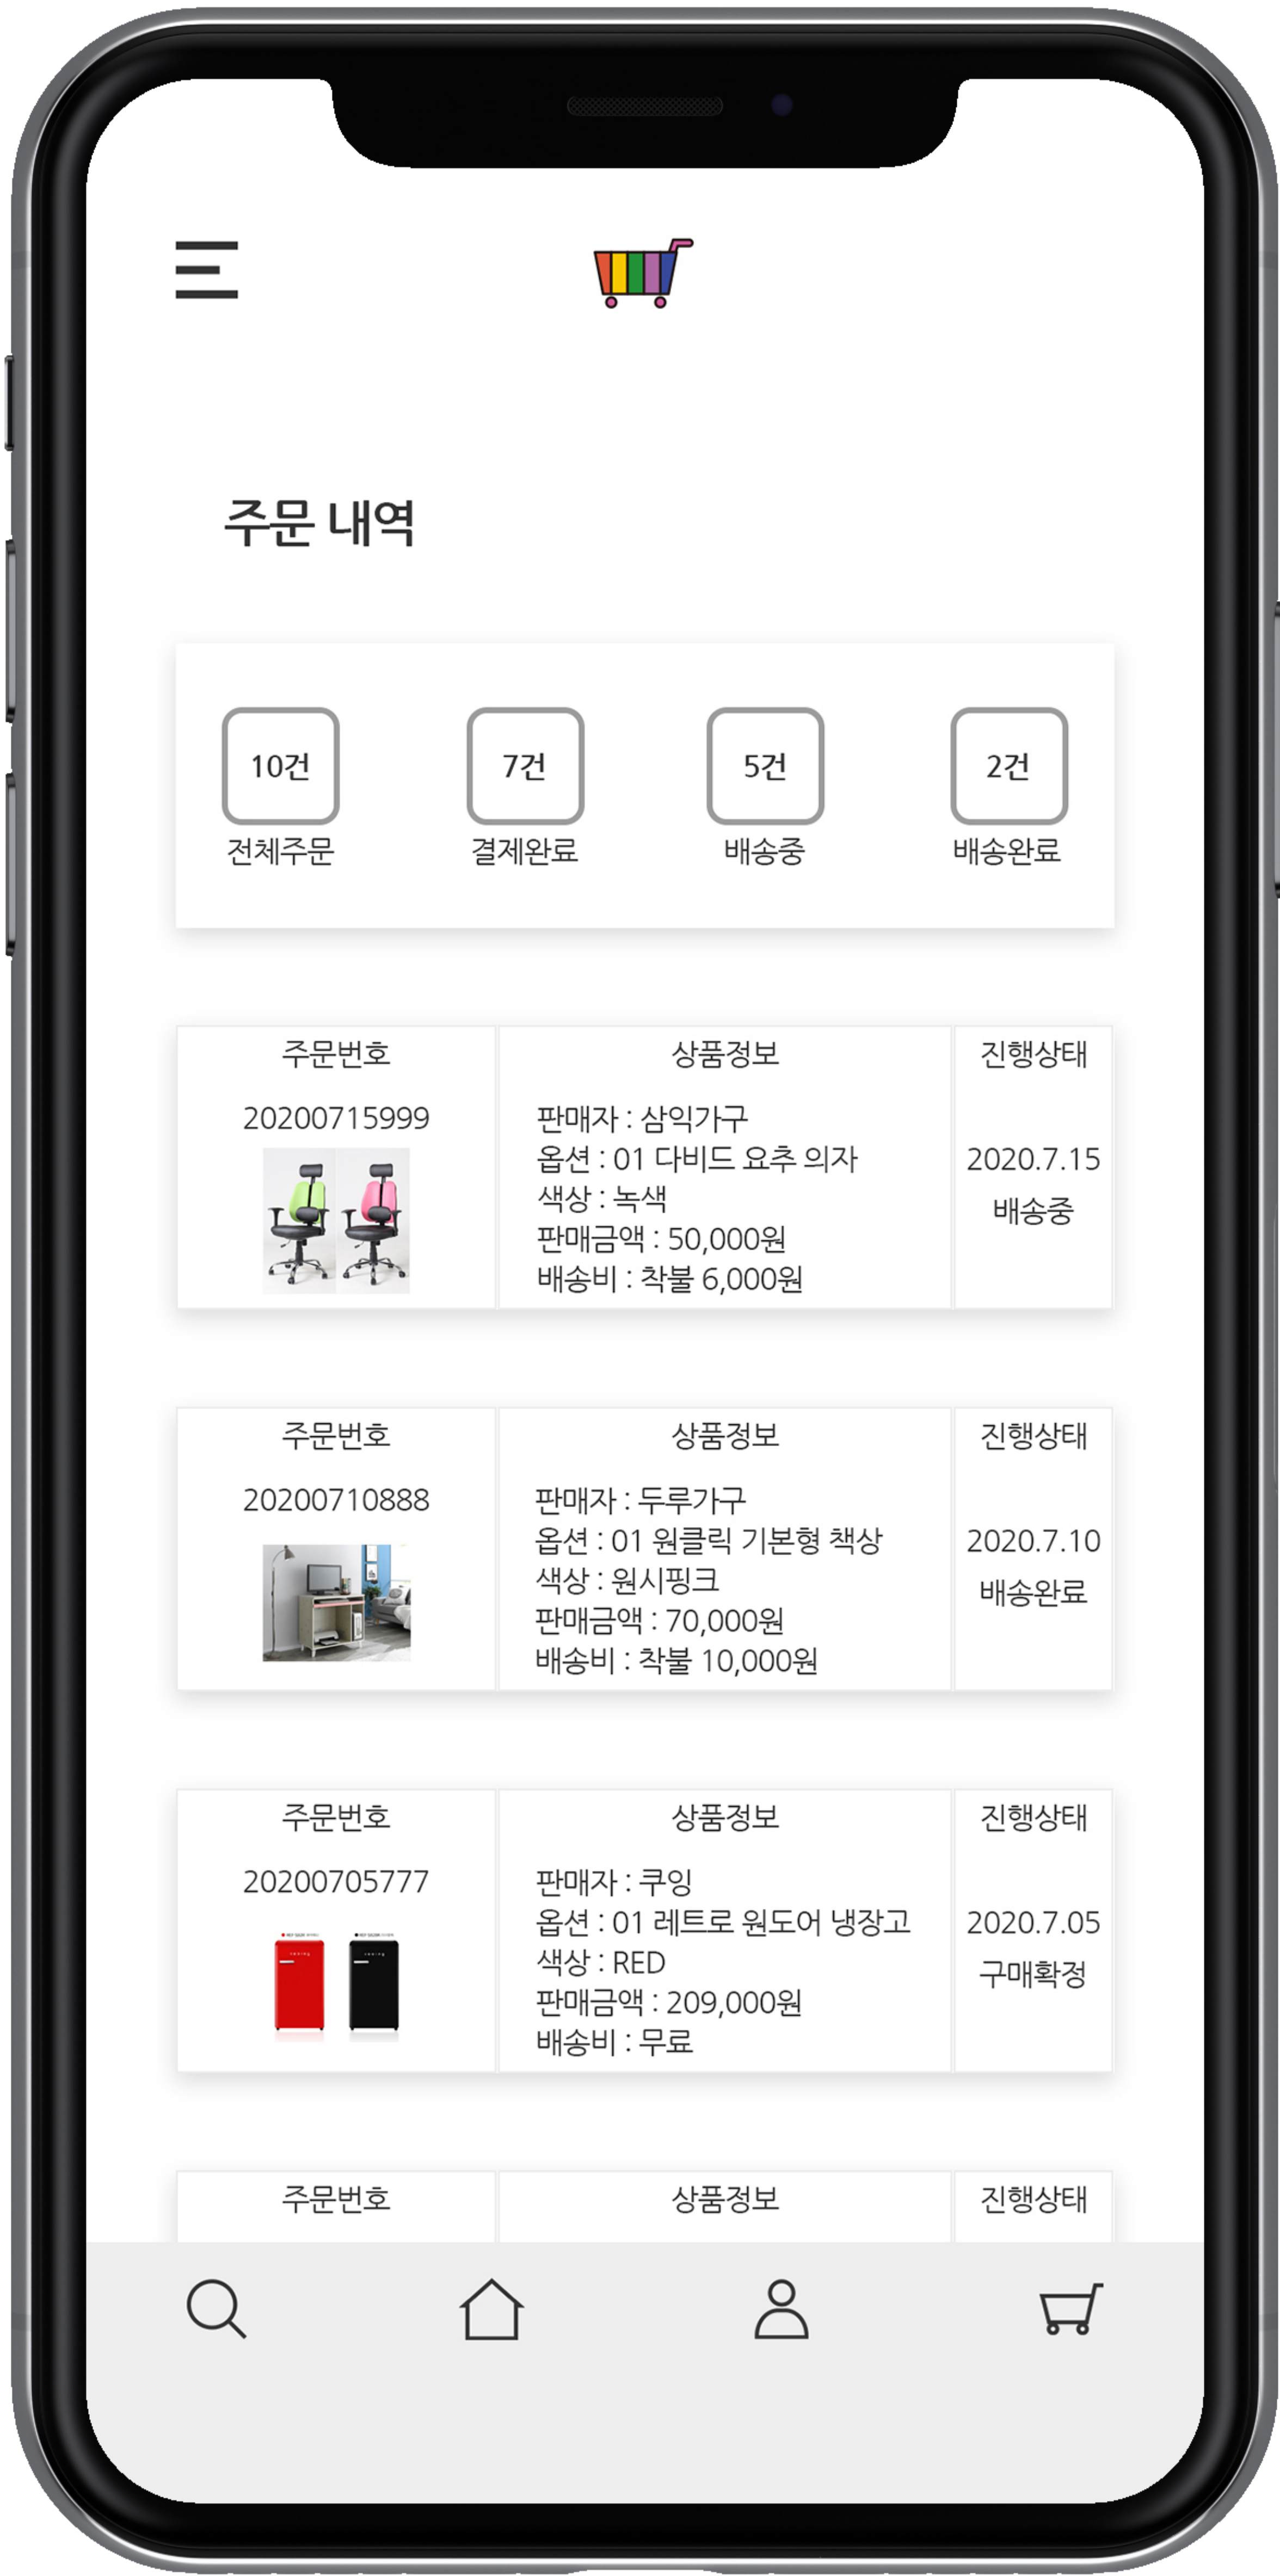 주문 내역
10건
7건
5건
2건
전체주문
결제완료
배송중
배송완료
주문번호
상품정보
진행상태
20200715999
판매자 : 삼익가구
옵션 : 01 다비드 요추 의자
색상 : 녹색
판매금액 : 50,000원
배송비 : 착불 6,000원
2020.7.15
배송중
주문번호
상품정보
진행상태
20200710888
판매자 : 두루가구
옵션 : 01 원클릭 기본형 책상
색상 : 원시핑크
판매금액 : 70,000원
배송비 : 착불 10,000원
2020.7.10
배송완료
주문번호
상품정보
진행상태
20200705777
판매자 : 쿠잉
옵션 : 01 레트로 원도어 냉장고
색상 : RED
판매금액 : 209,000원
배송비 : 무료
2020.7.05
구매확정
주문번호
상품정보
진행상태